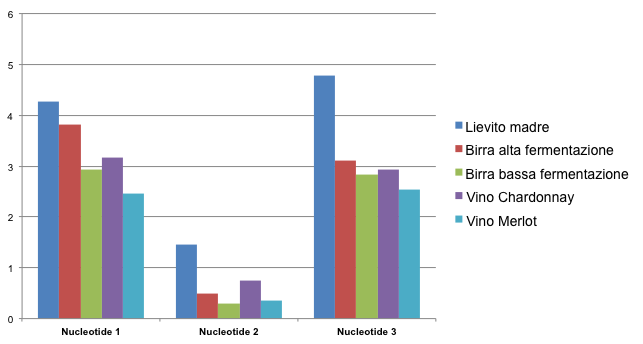 6
5
4
3
2
1
0
Nucleotide 1
Nucleotide 2
Nucleotide 3
Lievito madre
Birra alta fermentazione
Birra bassa fermentazione
Vino Chardonnay
Vino Merlot